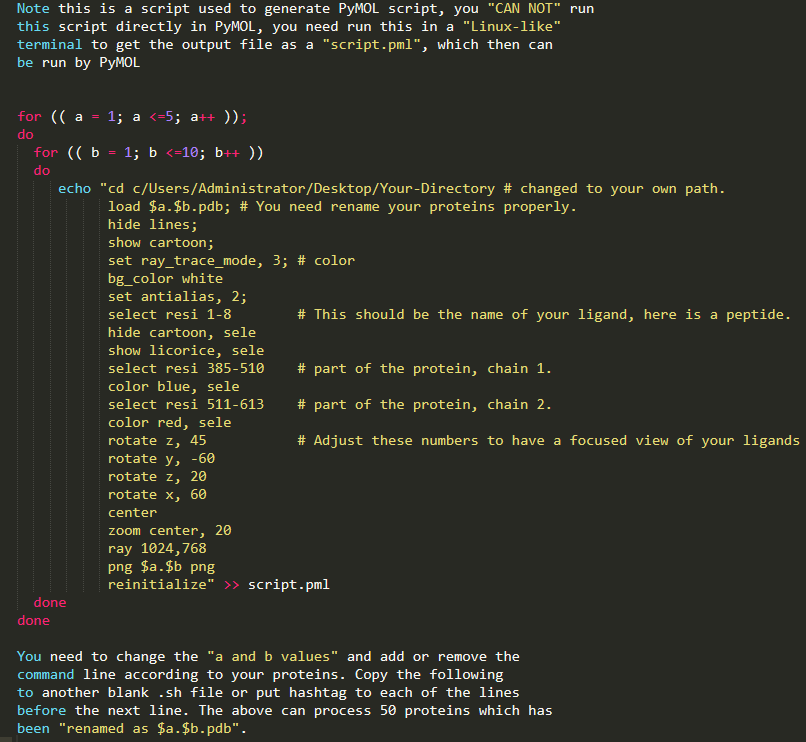 Note this is a script used to generate PyMOL script, you "CAN NOT" run
this script directly in PyMOL, you need run this in a "Linux-like"
terminal to get the output file as a "script.pml", which then can
be run by PyMOL
for (( a = 1; a <=5; a++ ));
do
for (( b = 1; b <=10; b++ ))
do
echo "cd c/Users/Administrator/Desktop/Your-Directory # changed to your own path.
load $a.$b.pdb; # You need rename your proteins properly.
hide lines;
show cartoon;
set ray_trace_mode, 3; # color
bg_color white
set antialias, 2;
select resi 1-8 # This should be the name of your ligand, here is a peptide.
hide cartoon, sele
show licorice, sele
select resi 385-510 # part of the protein, chain 1.
color blue, sele
select resi 511-613 # part of the protein, chain 2.
color red, sele
rotate z, 45 # Adjust these numbers to have a focused view of your ligands
rotate y, -60
rotate z, 20
rotate x, 60
center
zoom center, 20
ray 1024,768
png $a.$b png
reinitialize" >> script.pml
done
done
You need to change the "a and b values" and add or remove the
command line according to your proteins. Copy the following
to another blank .sh file or put hashtag to each of the lines
before the next line. The above can process 50 proteins which has
been "renamed as $a.$b.pdb".